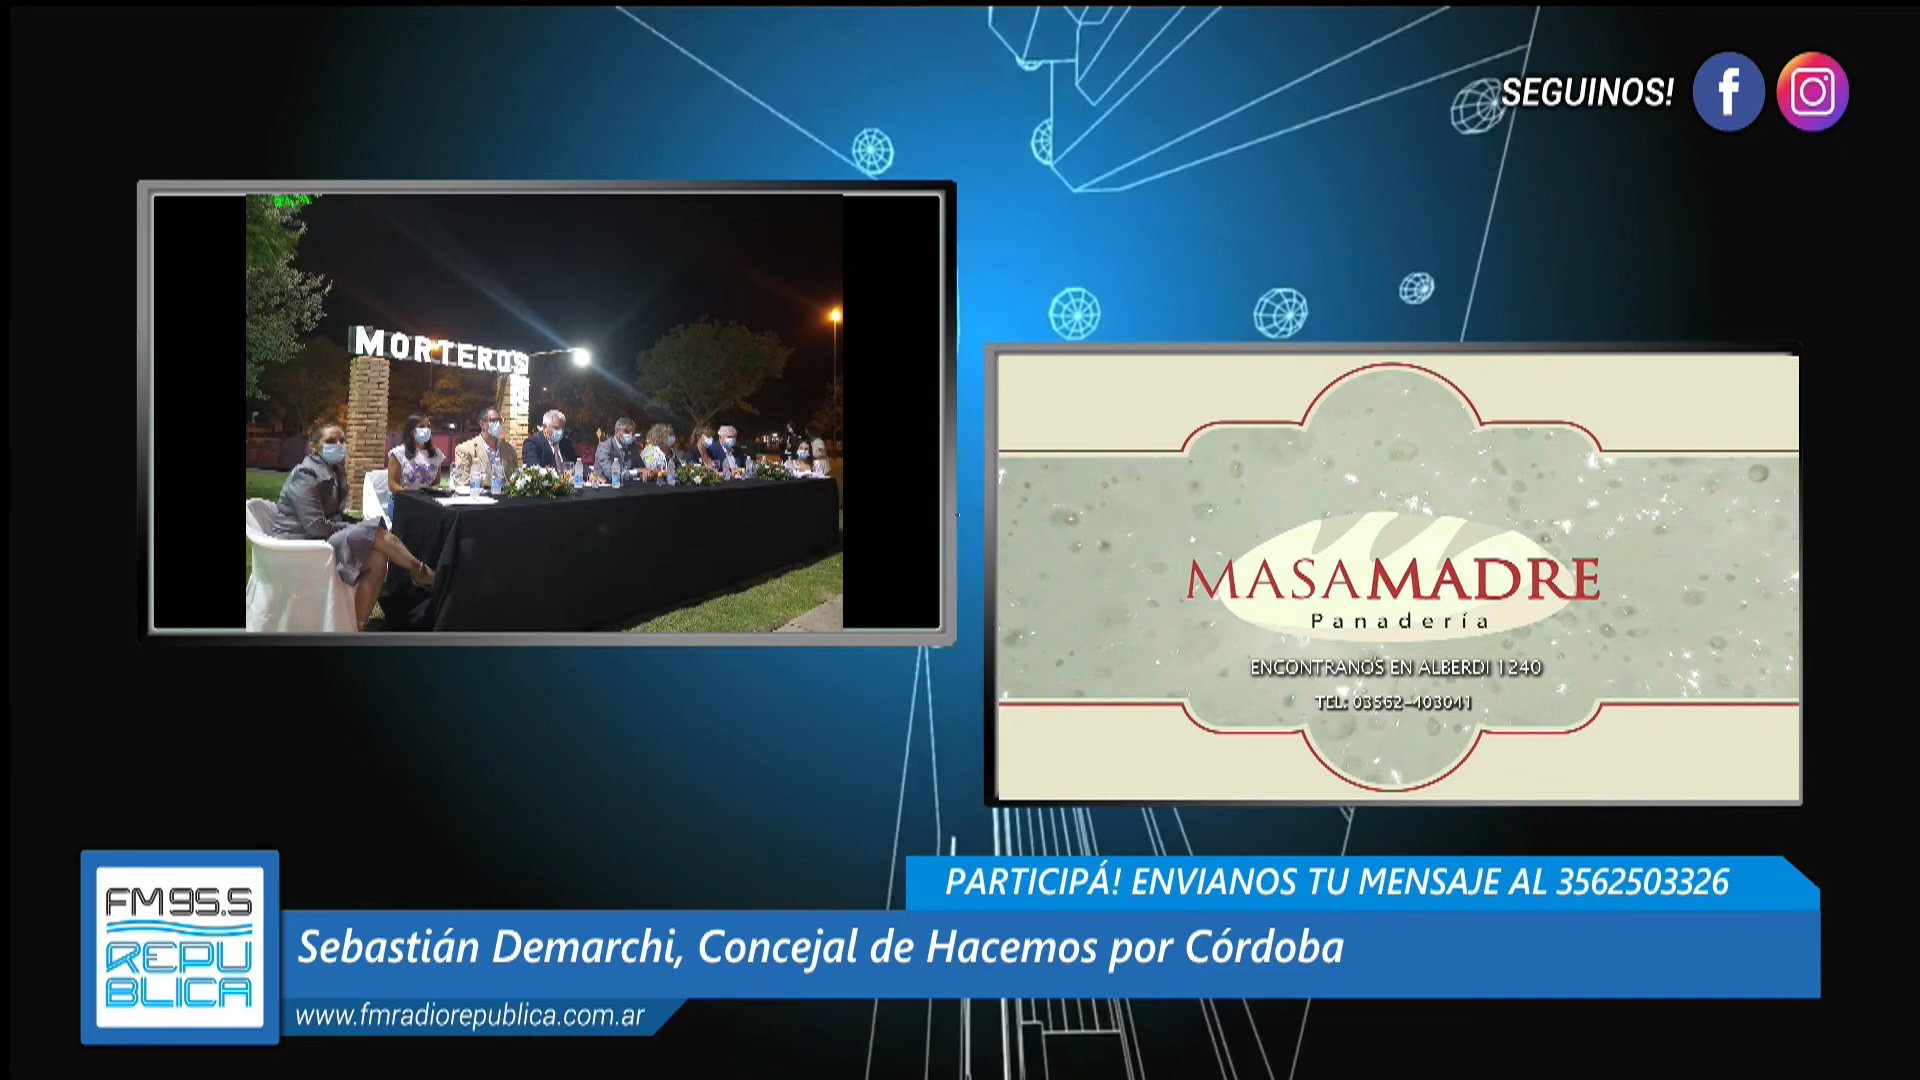 SEGUINOS!
MORTEROS
MASAMADRE
Panadería
ENCONTRANOS EN ALBERDI 1240
TEL: 03562-403041
PARTICIPÁ! ENVIANOS TU MENSAJE AL 3562503326
FM 95.5
REPU
BLICA
Sebastián Demarchi, Concejal de Hacemos por Córdoba
www.fmradiorepublica.com.ar